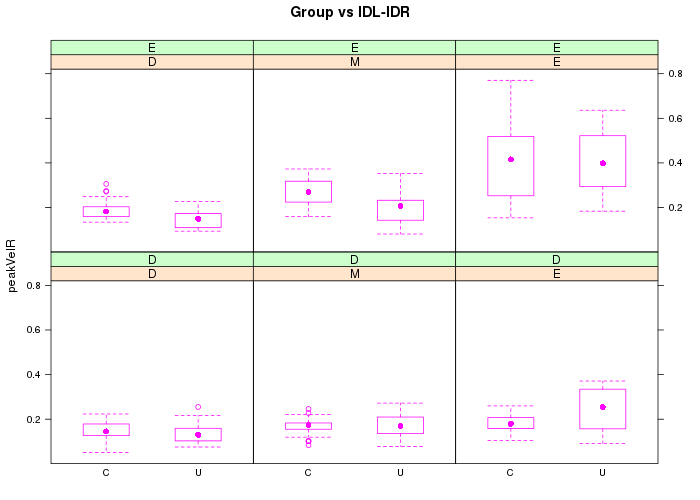 Group vs IDL-IDR
E E E
D M E
0.8
0.6
0.4
0.2
D D D
D M E
peakVelR
0.8
0.6
0.4
0.2
C U C U C U